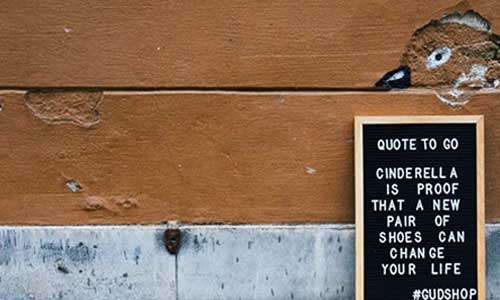 QUOTE TO GO
CINDERELLA
IS PROOF
THAT A NEW
PAIR OF
SHOES CAN
CHANGE
YOUR LIFE
#GUDSHOP